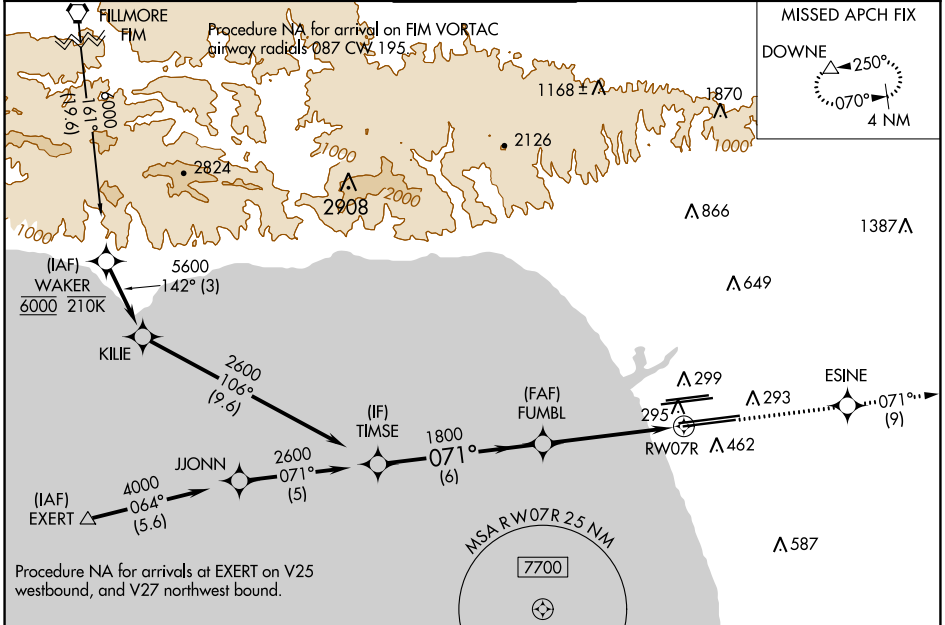 FILLMORE
FIM
Procedure NA for arrival on FIM VORTAC
airway radials 087 CW 195.
MISSED APCH FIX
DOWNE
250°
070°
4 NM
6000
161°
(19.6)
1168 ±
1870
1000
2126
1000
2824
2908
2000
1000
866
1387
(IAF)
WAKER
6000 210K
5600
142° (3)
649
KILIE
2600
106°
(9.6)
299
295
293
ESINE
071°
(9)
(IF)
TIMSE
(FAF)
FUMBL
RW07R
462
1800
071°
(6)
JJONN
2600
071°
(5)
(IAF)
EXERT
4000
064°
(5.6)
MSA RW07R 25 NM
7700
587
Procedure NA for arrivals at EXERT on V25
westbound, and V27 northwest bound.